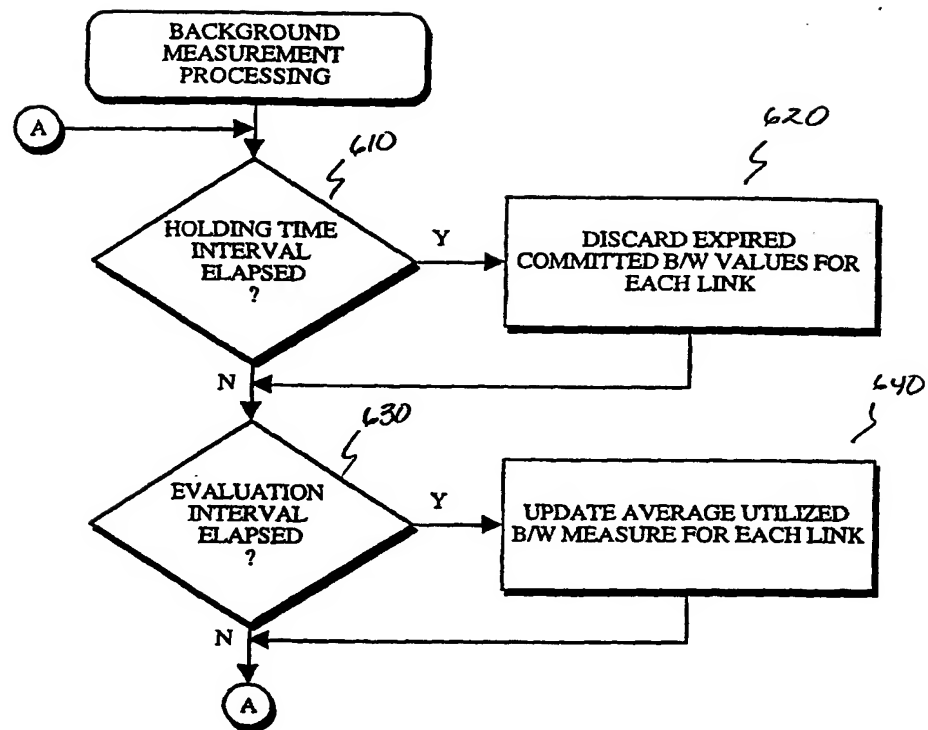 BACKGROUND
MEASUREMENT
PROCESSING
A
610
620
HOLDING TIME
INTERVAL
ELAPSED
?
Y
DISCARD EXPIRED
COMMITTED B/W VALUES FOR
EACH LINK
N
630
640
EVALUATION
INTERVAL
ELAPSED
?
Y
UPDATE AVERAGE UTILIZED
B/W MEASURE FOR EACH LINK
N
A